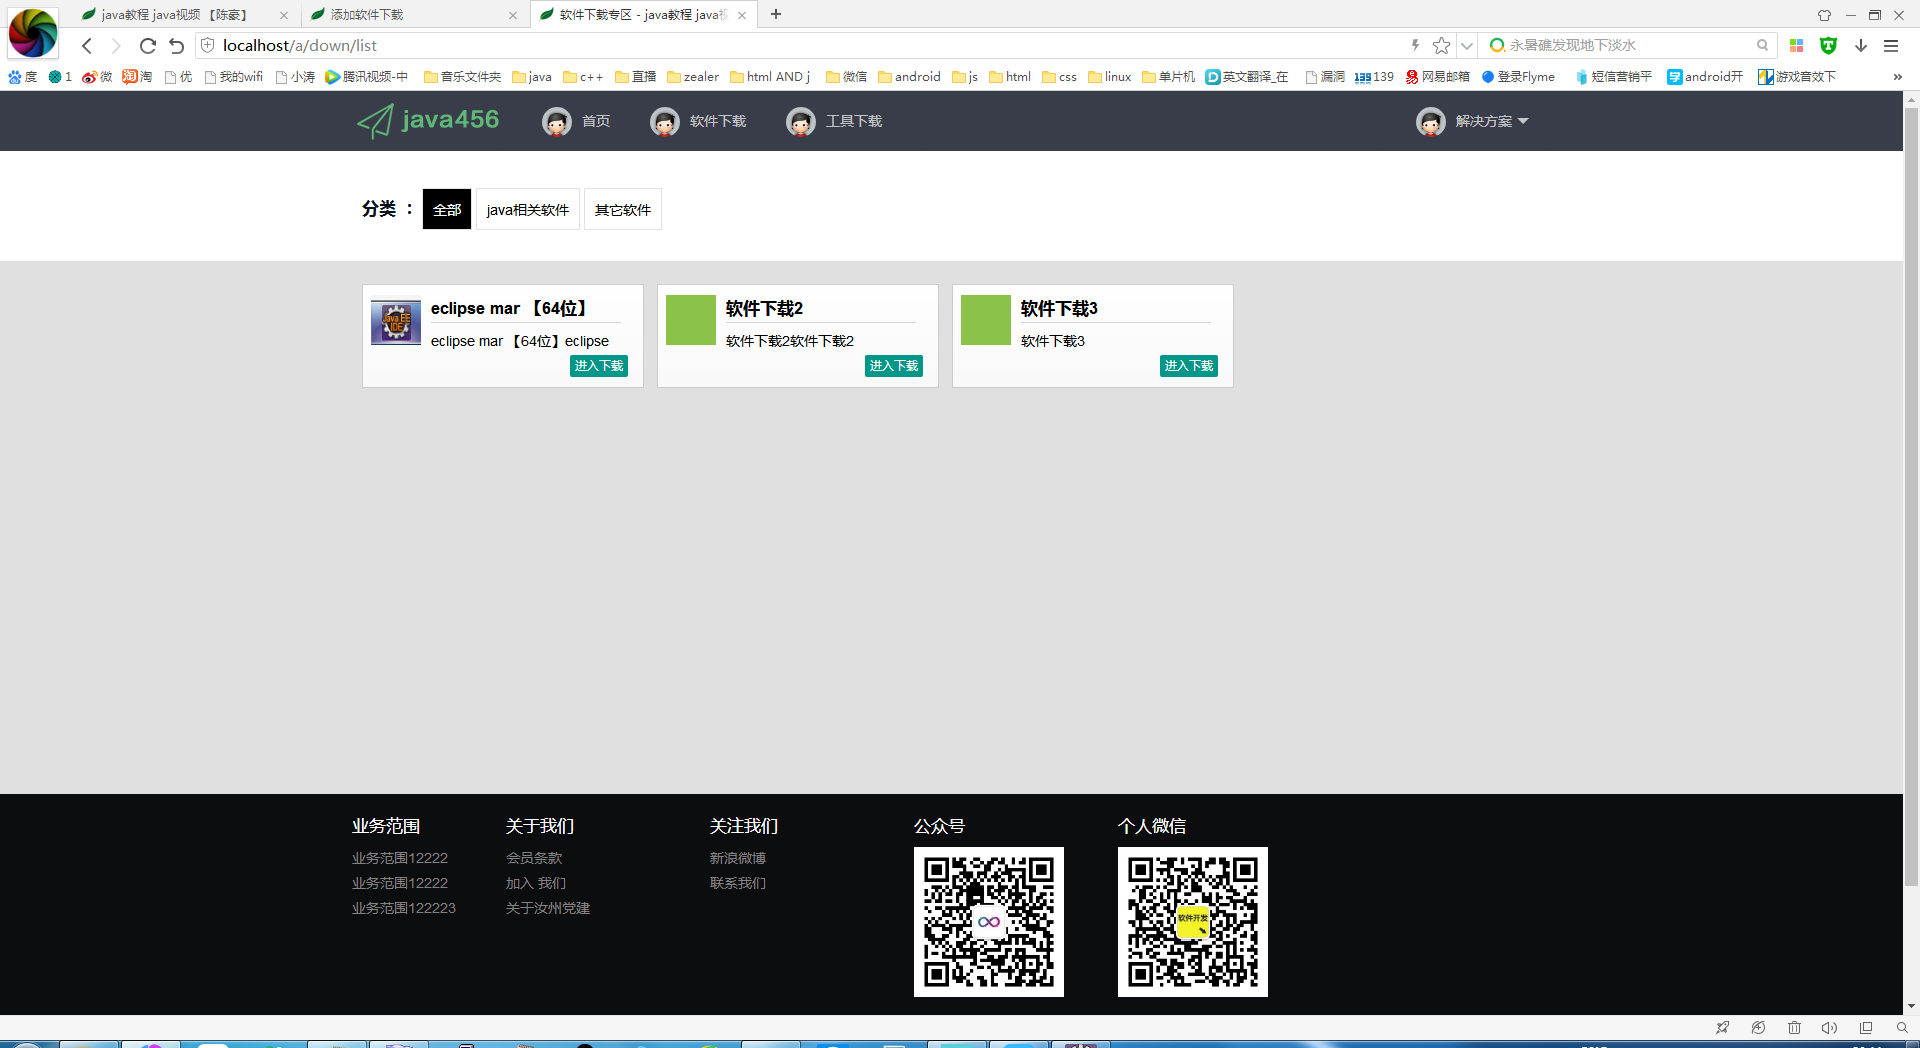 java教程 java视频 【陈豪】
添加软件下载
软件下载专区 - java教程 java视
localhost/a/down/list
永暑礁发现地下淡水
度 1 微 淘 优 我的wifi 小涛 腾讯视频-中 音乐文件夹 java c++ 直播 zealer html AND j 微信 android js html css linux 单片机 英文翻译_在 漏洞 139 网易邮箱 登录Flyme 短信营销平 android开 游戏音效下
java456 首页 软件下载 工具下载 解决方案
分类 ： 全部 java相关软件 其它软件
eclipse mar 【64位】
eclipse mar 【64位】eclipse
进入下载
软件下载2
软件下载2软件下载2
进入下载
软件下载3
软件下载3
进入下载
业务范围
业务范围12222
业务范围12222
业务范围122223
关于我们
会员条款
加入 我们
关于汝州党建
关注我们
新浪微博
联系我们
公众号
个人微信
软件开发